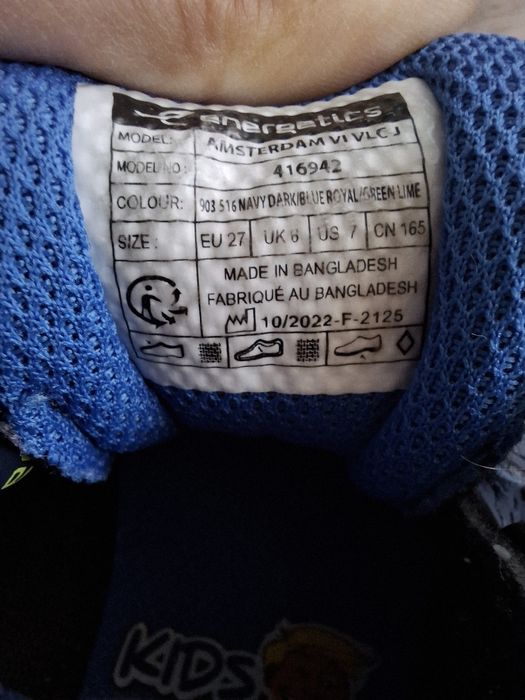 energetics
MODEL: AMSTERDAM VI VLC J
MODEL NO: 416942
COLOUR: 903 516 NAVY DARK/BLUE ROYAL/GREEN LIME
SIZE: EU 27 UK 6 US 7 CN 165
MADE IN BANGLADESH
FABRIQUÉ AU BANGLADESH
10/2022-F-2125
KIDS